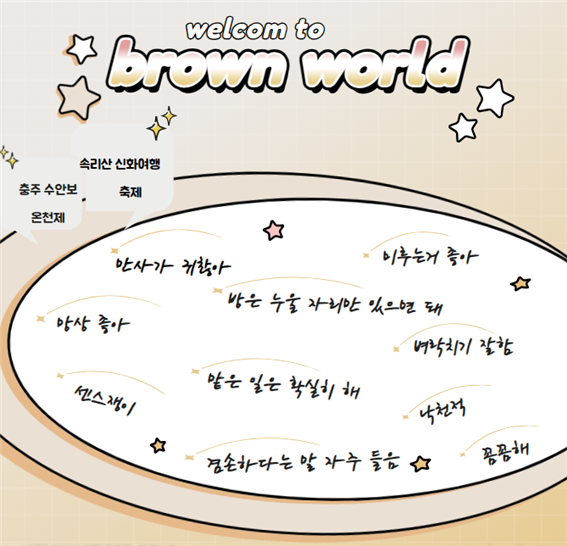 welcom to
brown world
속리산 신화여행
축제
충주 수안보
온천제
만사가 귀찮아
미루는거 좋아
방은 누울 자리만 있으면 돼
망상 좋아
벼락치기 잘함
맡은 일은 확실히 해
센스쟁이
낙천적
겸손하다는 말 자주 들음
꼼꼼해